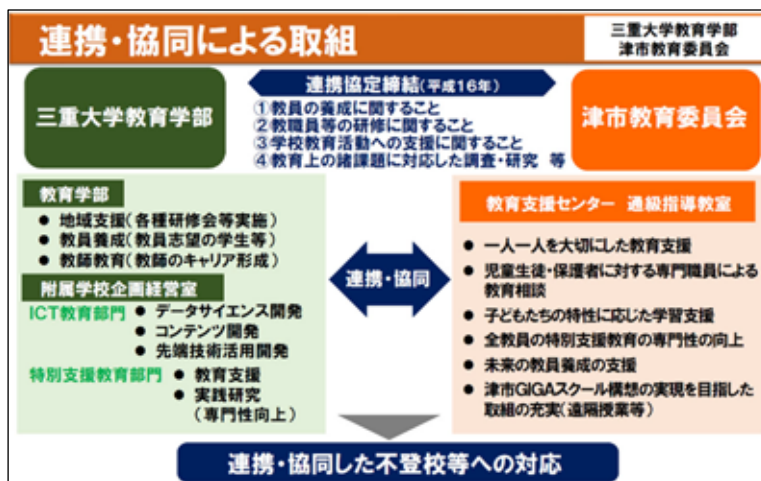 連携・協同による取組
三重大学教育学部
津市教育委員会
三重大学教育学部
連携協定締結(平成16年)
①教員の養成に関すること
②教職員等の研修に関すること
③学校教育活動への支援に関すること
④教育上の諸課題に対応した調査・研究 等
津市教育委員会
教育学部
● 地域支援(各種研修会等実施)
● 教員養成(教員志望の学生等)
● 教師教育(教師のキャリア形成)
附属学校企画経営室
ICT教育部門 ● データサイエンス開発
● コンテンツ開発
● 先端技術活用開発
特別支援教育部門 ● 教育支援
● 実践研究
(専門性向上)
連携・協同
教育支援センター 通級指導教室
● 一人一人を大切にした教育支援
● 児童生徒・保護者に対する専門職員による
教育相談
● 子どもたちの特性に応じた学習支援
● 全教員の特別支援教育の専門性の向上
● 未来の教員養成の支援
● 津市GIGAスクール構想の実現を目指した
取組の充実(遠隔授業等)
連携・協同した不登校等への対応